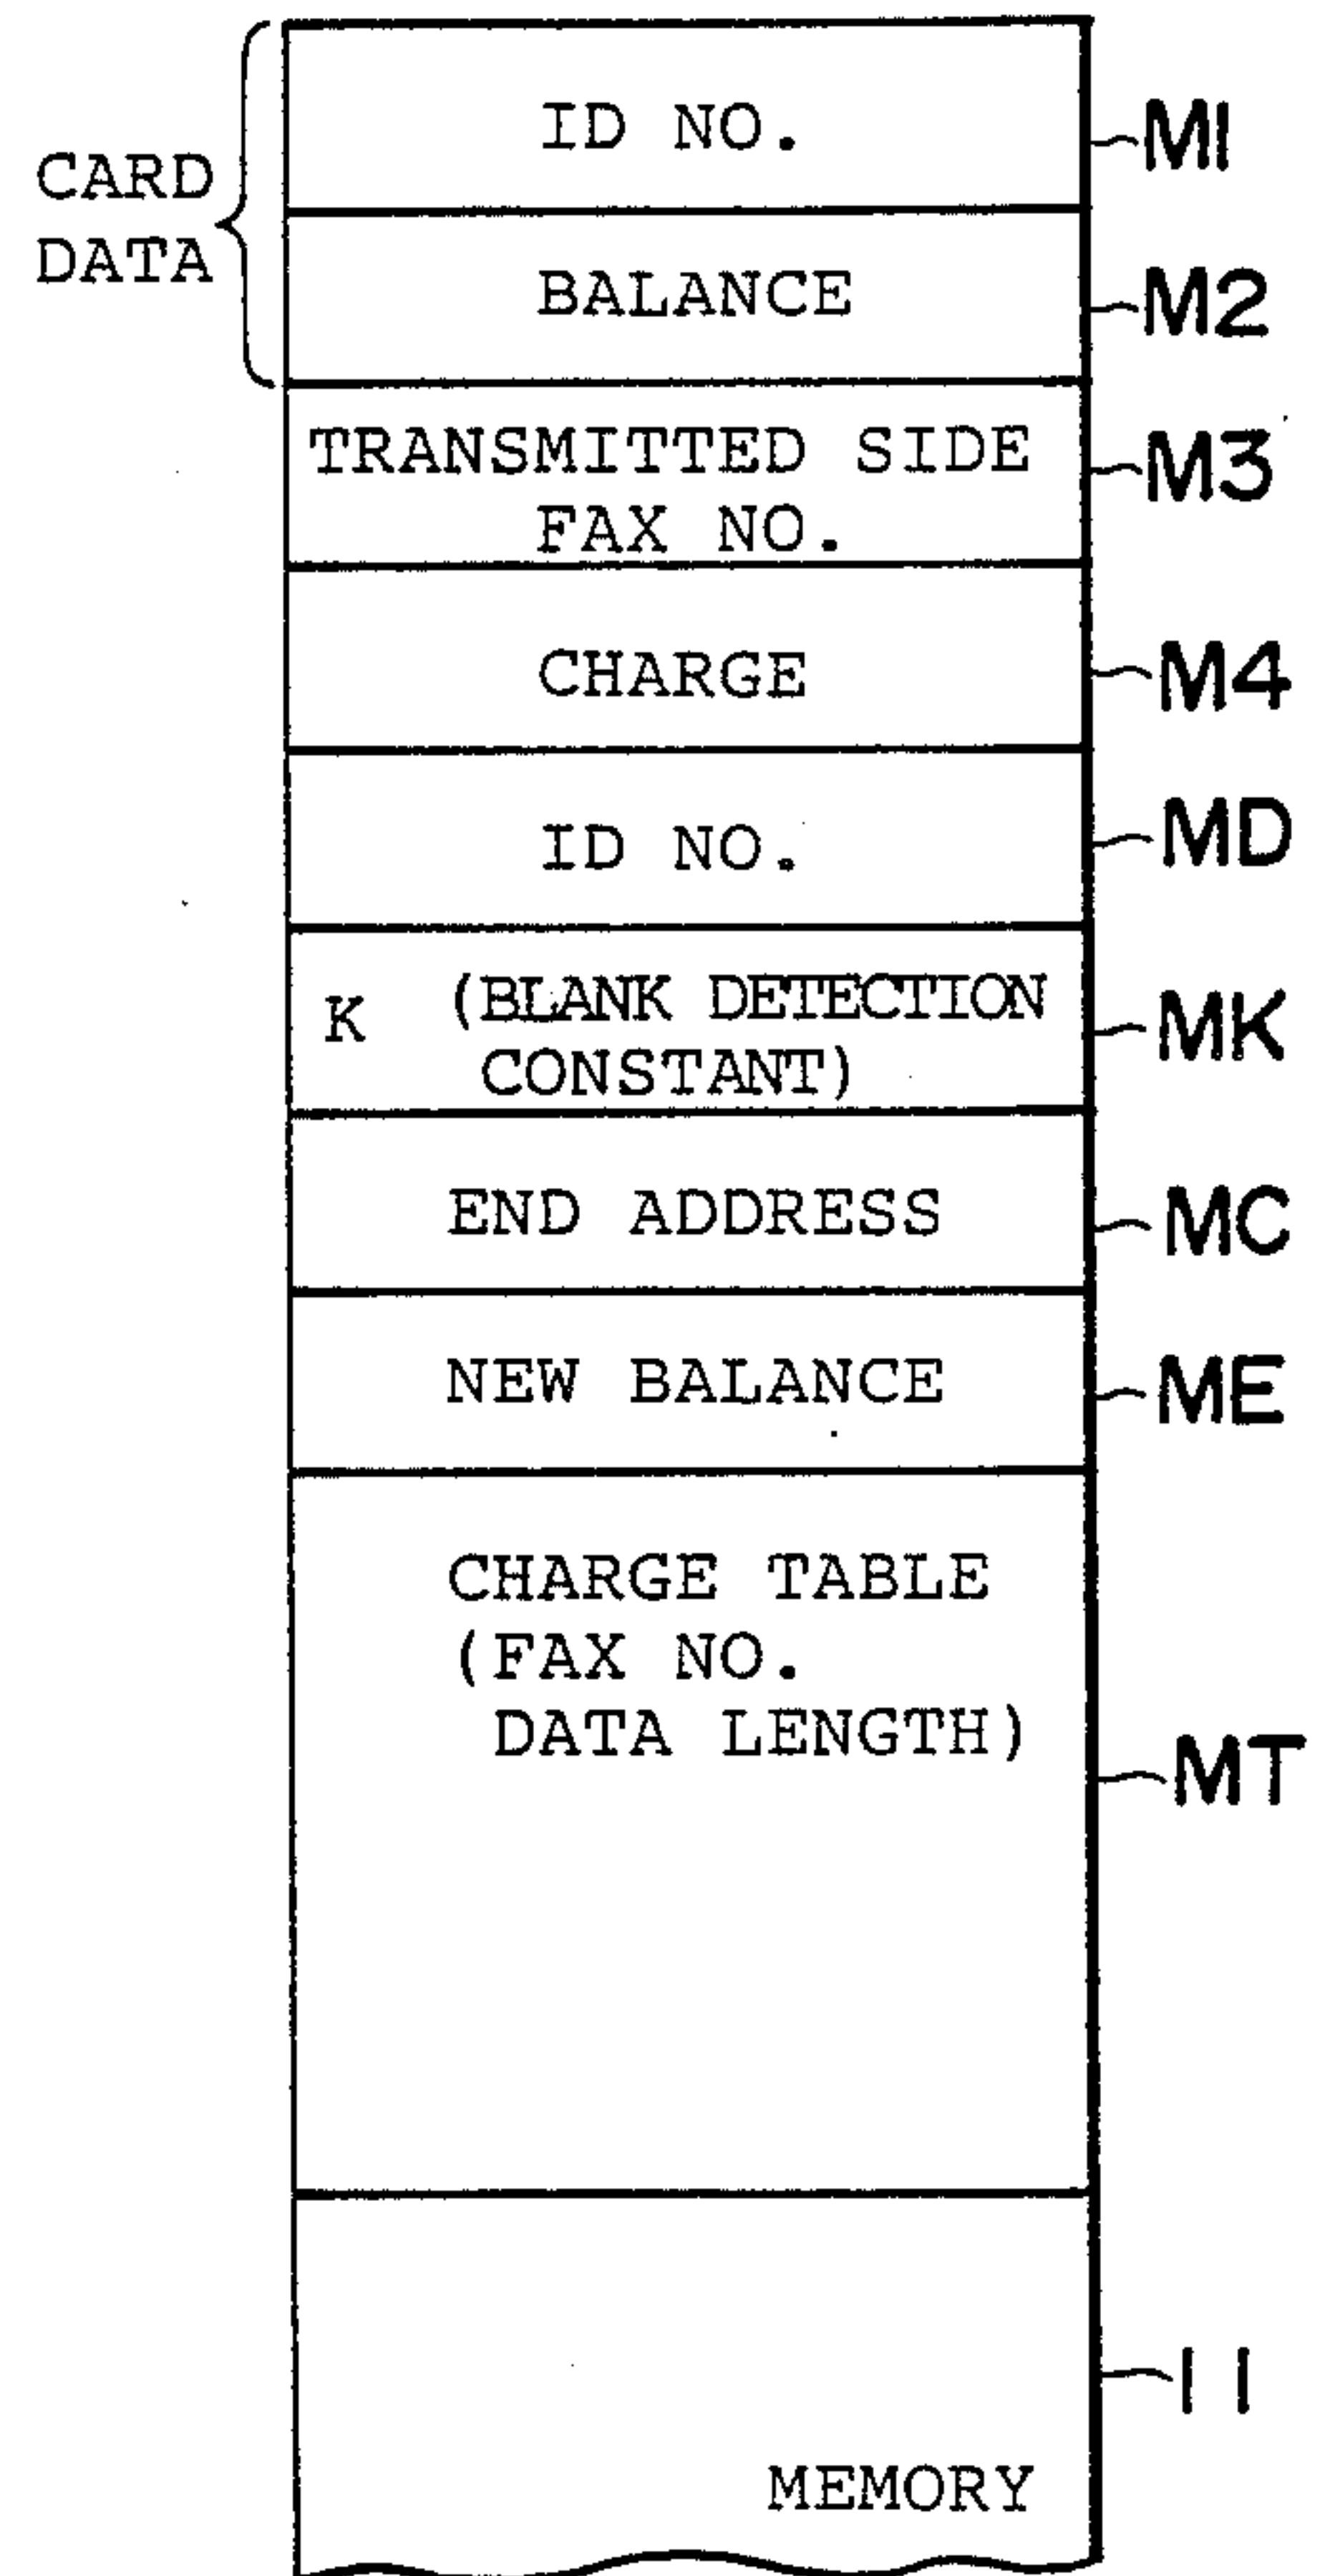 CARD
DATA
ID NO.
M1
BALANCE
M2
TRANSMITTED SIDE
FAX NO.
M3
CHARGE
M4
ID NO.
MD
K (BLANK DETECTION
CONSTANT)
MK
END ADDRESS
MC
NEW BALANCE
ME
CHARGE TABLE
(FAX NO.
DATA LENGTH)
MT
11
MEMORY